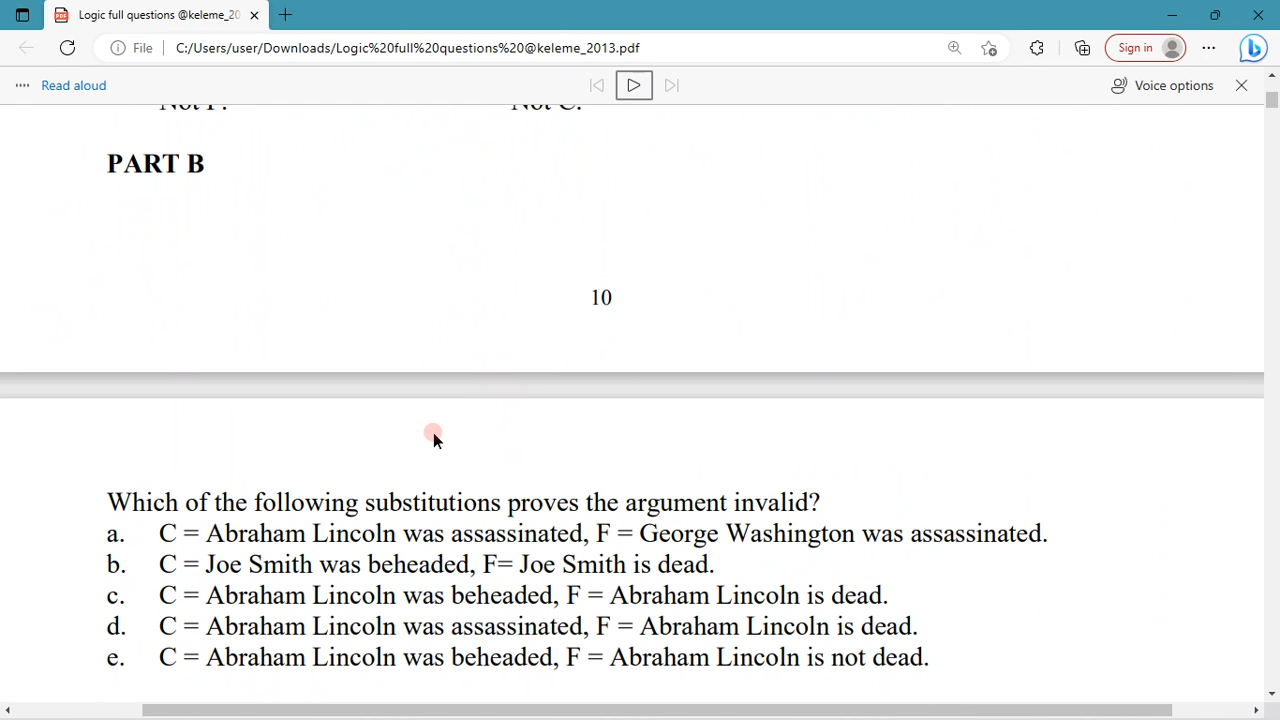 Logic full questions @keleme_20
File
C:/Users/user/Downloads/Logic%20full%20questions%20@keleme_2013.pdf
Sign in
Read aloud
Voice options
PART B
10
Which of the following substitutions proves the argument invalid?
a. C = Abraham Lincoln was assassinated, F = George Washington was assassinated.
b. C = Joe Smith was beheaded, F= Joe Smith is dead.
c. C = Abraham Lincoln was beheaded, F = Abraham Lincoln is dead.
d. C = Abraham Lincoln was assassinated, F = Abraham Lincoln is dead.
e. C = Abraham Lincoln was beheaded, F = Abraham Lincoln is not dead.